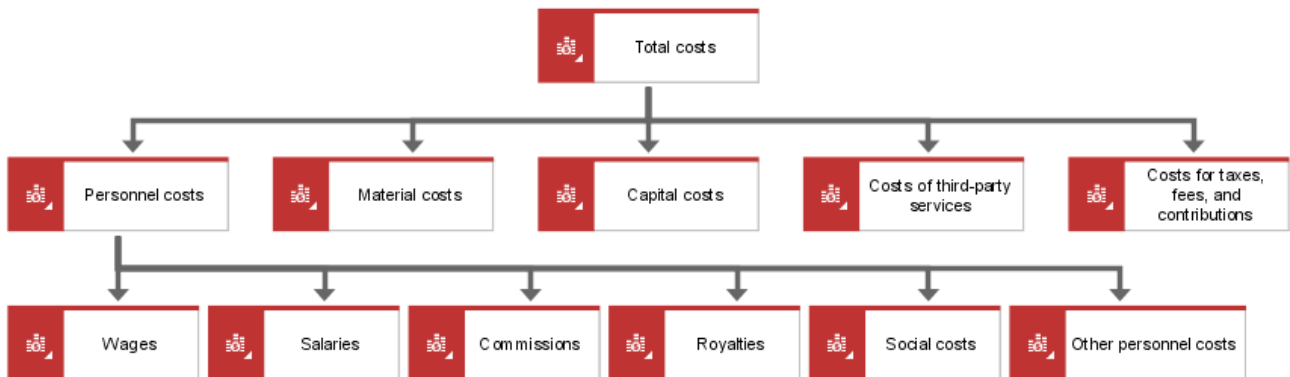 Total costs
Personnel costs
Material costs
Capital costs
Costs of third-party
services
Costs for taxes,
fees, and
contributions
Wages
Salaries
Commissions
Royalties
Social costs
Other personnel costs